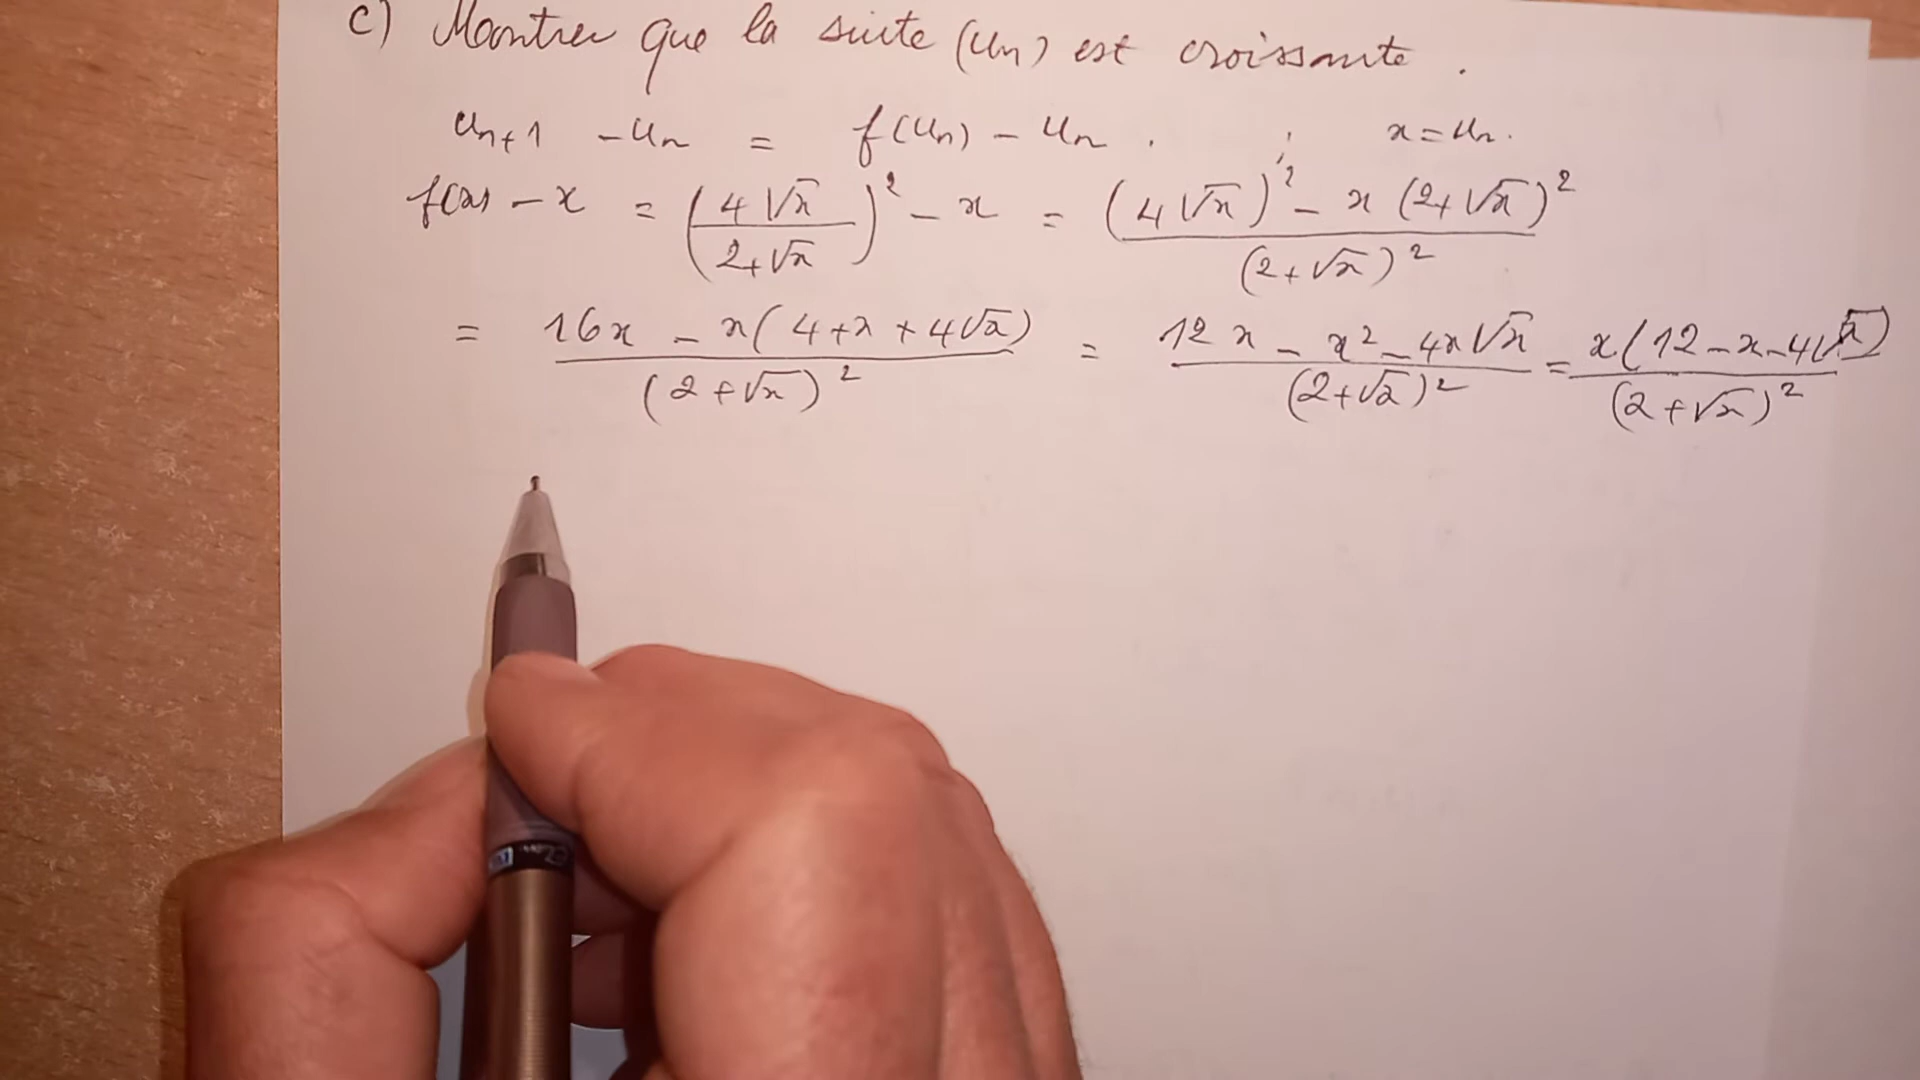 c) Montrer que la suite (Un) est croissante.
Un+1 - Un = f(Un) - Un. ; x = Un.
f(x) - x = (4√x / 2+√x)² - x = (4√x)² - x(2+√x)² / (2+√x)²
= 16x - x(4+x+4√x) / (2+√x)² = 12x - x² - 4x√x / (2+√x)² = x(12-x-4√x) / (2+√x)²